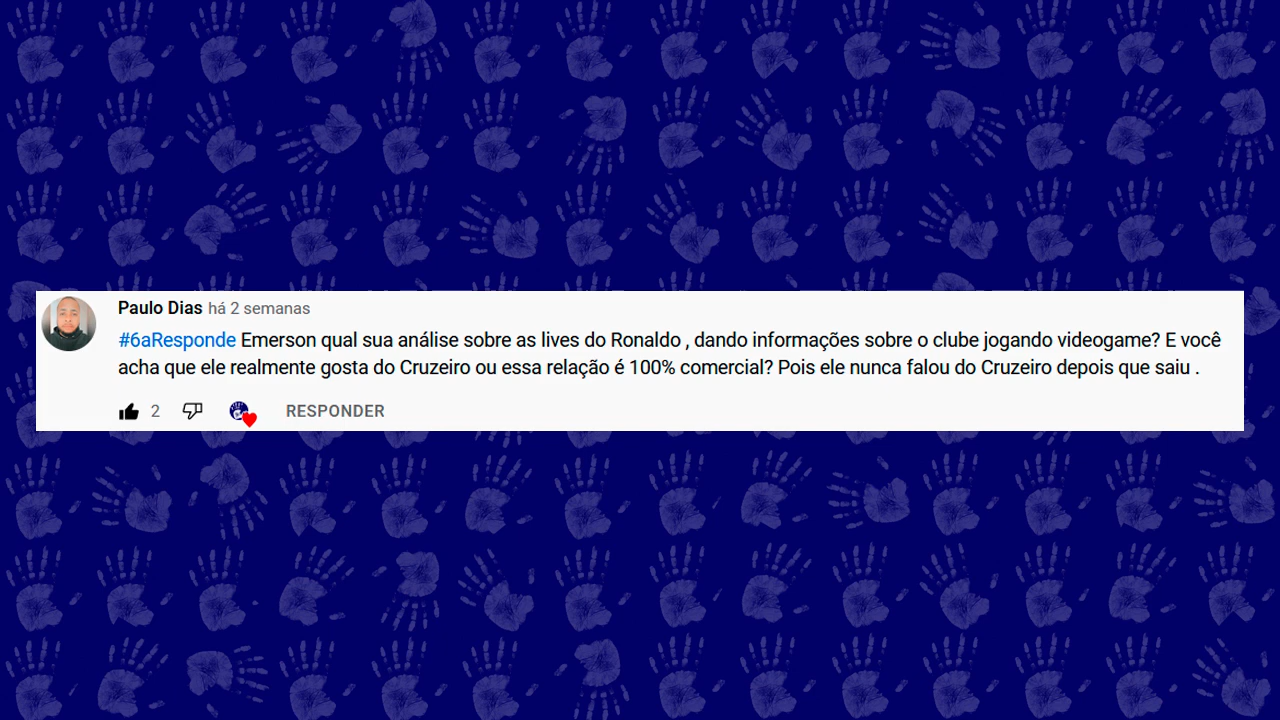 Paulo Dias há 2 semanas
#6aResponde Emerson qual sua análise sobre as lives do Ronaldo , dando informações sobre o clube jogando videogame? E você
acha que ele realmente gosta do Cruzeiro ou essa relação é 100% comercial? Pois ele nunca falou do Cruzeiro depois que saiu .
2 RESPONDER